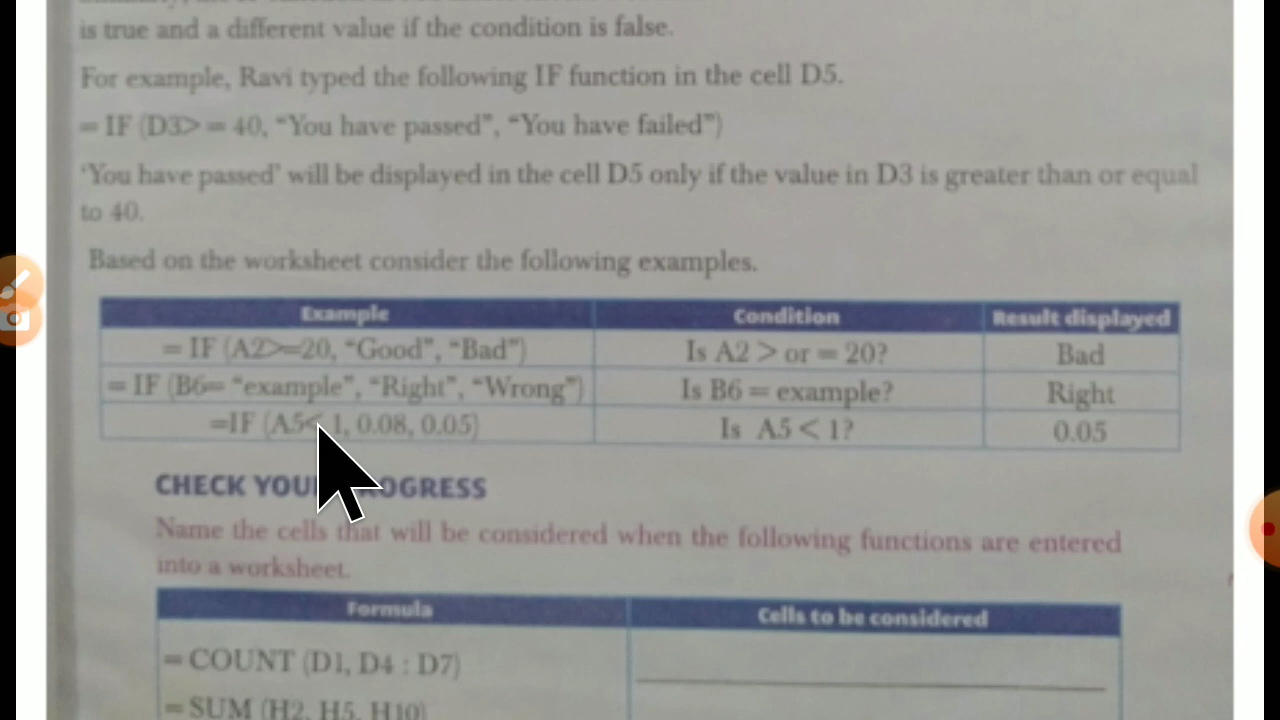 is true and a different value if the condition is false.
For example, Ravi typed the following IF function in the cell D5.
= IF (D3> = 40, “You have passed”, “You have failed”)
‘You have passed’ will be displayed in the cell D5 only if the value in D3 is greater than or equal
to 40.
Based on the worksheet consider the following examples.
Example Condition Result displayed
= IF (A2>=20, “Good”, “Bad”) Is A2 > or = 20? Bad
= IF (B6= “example”, “Right”, “Wrong”) Is B6 = example? Right
=IF (A5< 1, 0.08, 0.05) Is A5 < 1? 0.05
CHECK YOUR PROGRESS
Name the cells that will be considered when the following functions are entered
into a worksheet.
Formula Cells to be considered
= COUNT (D1, D4 : D7)
= SUM (H2, H5, H10)